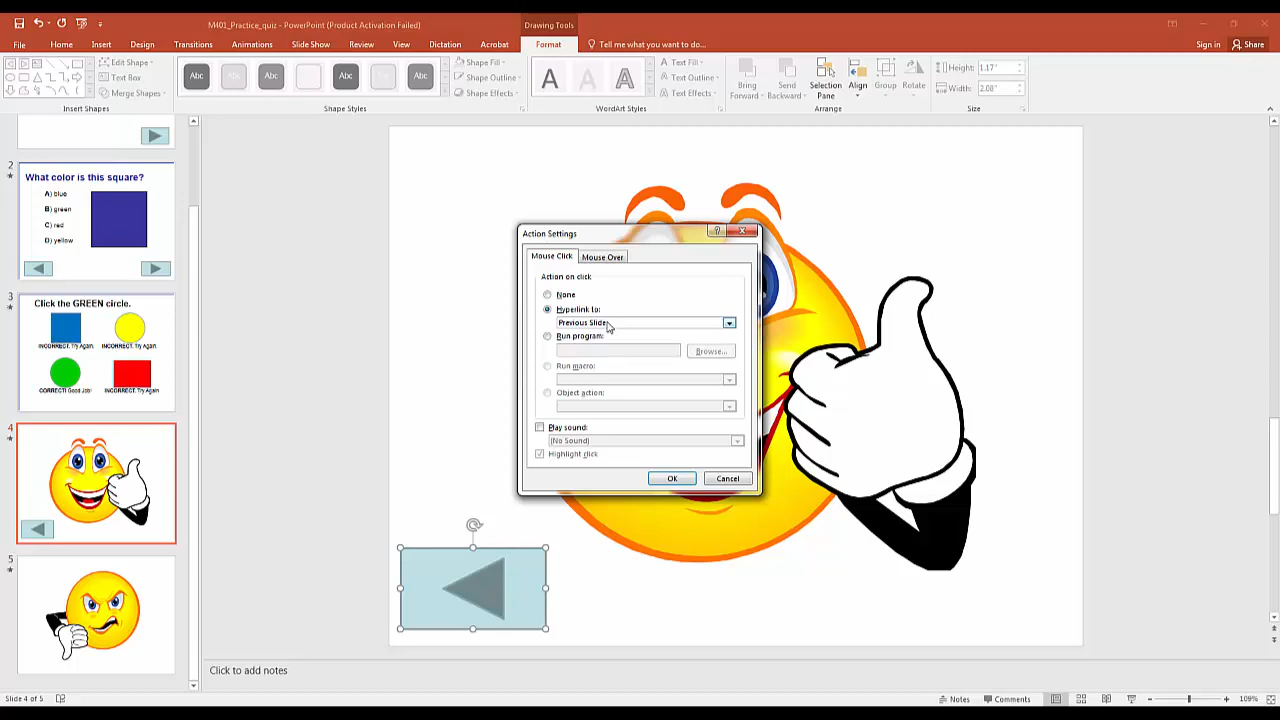 M401_Practice_quiz - PowerPoint (Product Activation Failed)
Drawing Tools
File Home Insert Design Transitions Animations Slide Show Review View Dictation Acrobat Format Tell me what you want to do... Sign in Share
Edit Shape
Text Box
Merge Shapes
Insert Shapes
Abc Abc Abc Abc Abc Abc Abc
Shape Fill
Shape Outline
Shape Effects
Shape Styles
A A A
Text Fill
Text Outline
Text Effects
WordArt Styles
Bring Forward
Send Backward
Selection Pane
Align
Group
Rotate
Arrange
Height: 1.17"
Width: 2.08"
Size
2
What color is this square?
A) blue
B) green
C) red
D) yellow
3
Click the GREEN circle.
INCORRECT. Try Again.
INCORRECT. Try Again.
CORRECT! Good Job!
INCORRECT. Try Again
4
5
Action Settings
Mouse Click
Mouse Over
Action on click
None
Hyperlink to:
Previous Slide
Run program:
Browse...
Run macro:
Object action:
Play sound:
[No Sound]
Highlight click
OK
Cancel
Click to add notes
Slide 4 of 5
Notes
Comments
109%